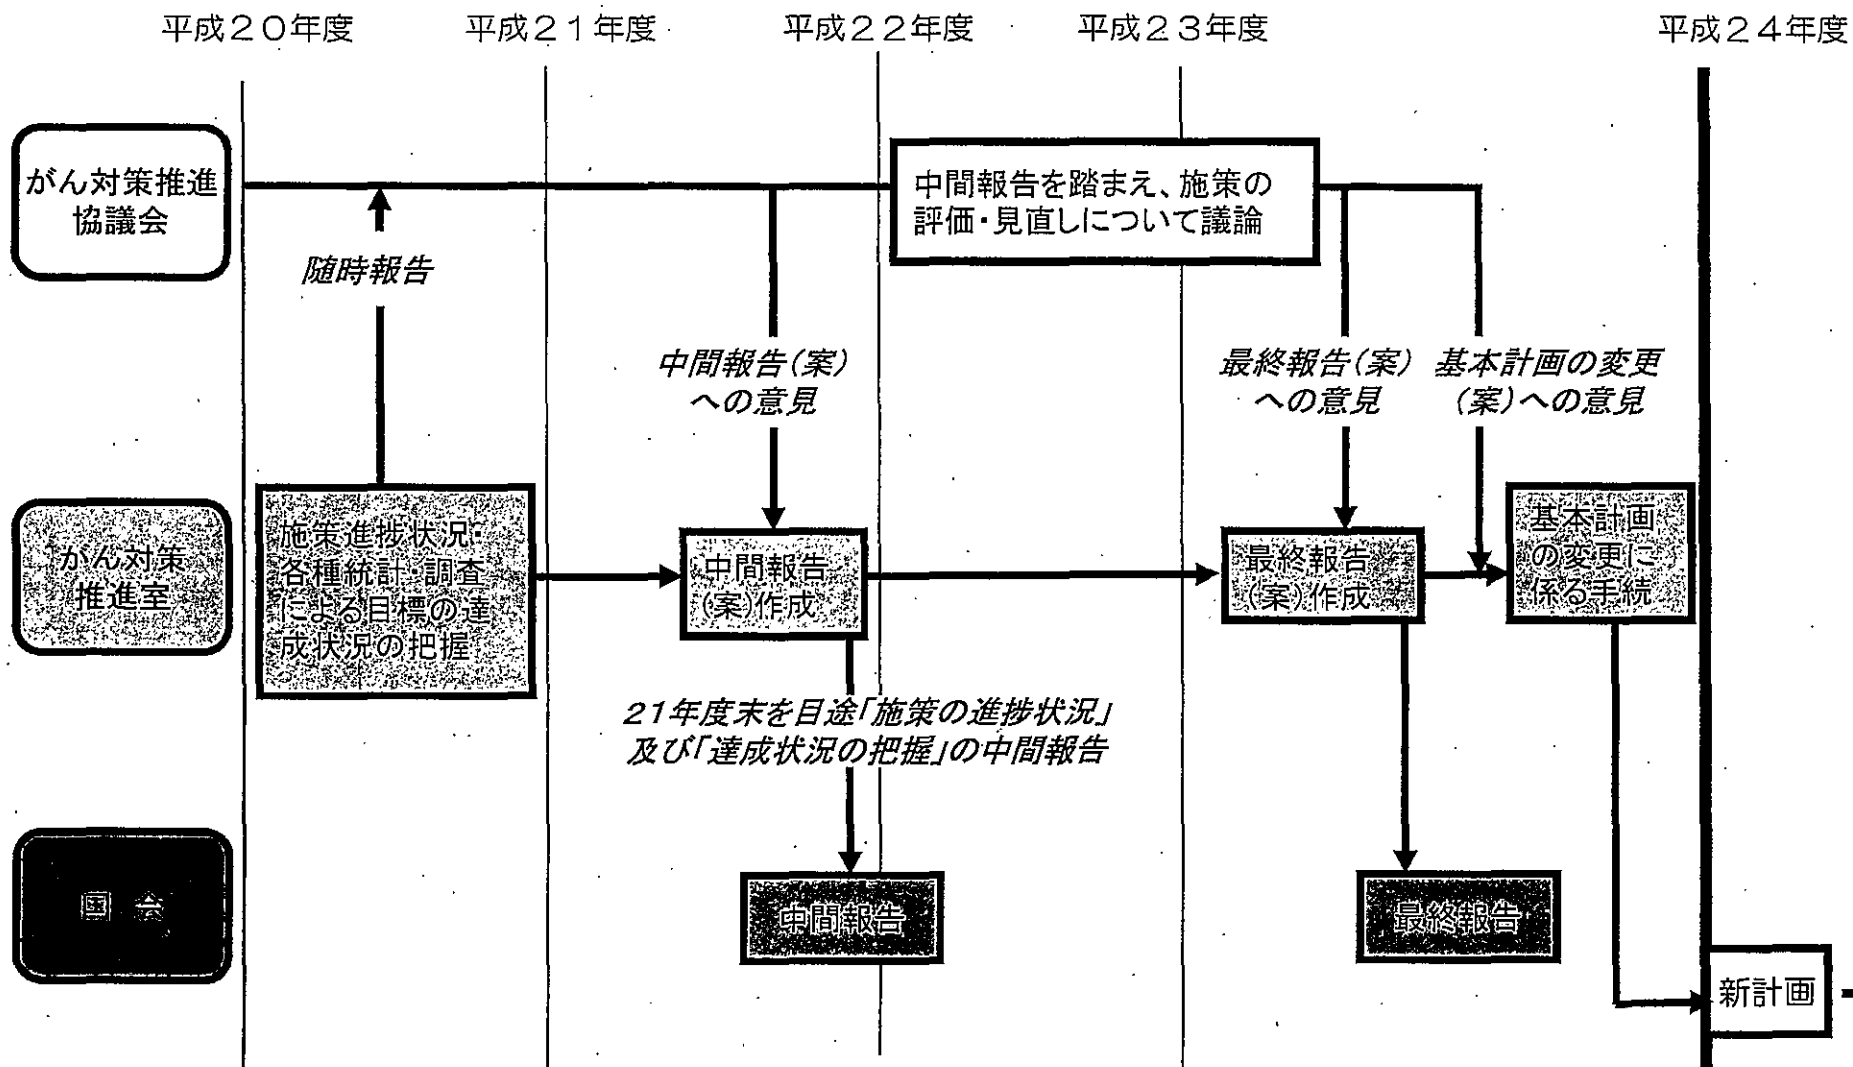 平成20年度
平成21年度
平成22年度
平成23年度
平成24年度
がん対策推進
協議会
中間報告を踏まえ、施策の
評価・見直しについて議論
随時報告
中間報告(案)
への意見
最終報告(案)
への意見
基本計画の変更
(案)への意見
がん対策
推進室
施策進捗状況・
各種統計・調査
による目標の達
成状況の把握
中間報告
(案)作成
最終報告
(案)作成
基本計画
の変更に
係る手続
21年度末を目途「施策の進捗状況」
及び「達成状況の把握」の中間報告
国 会
中間報告
最終報告
新計画